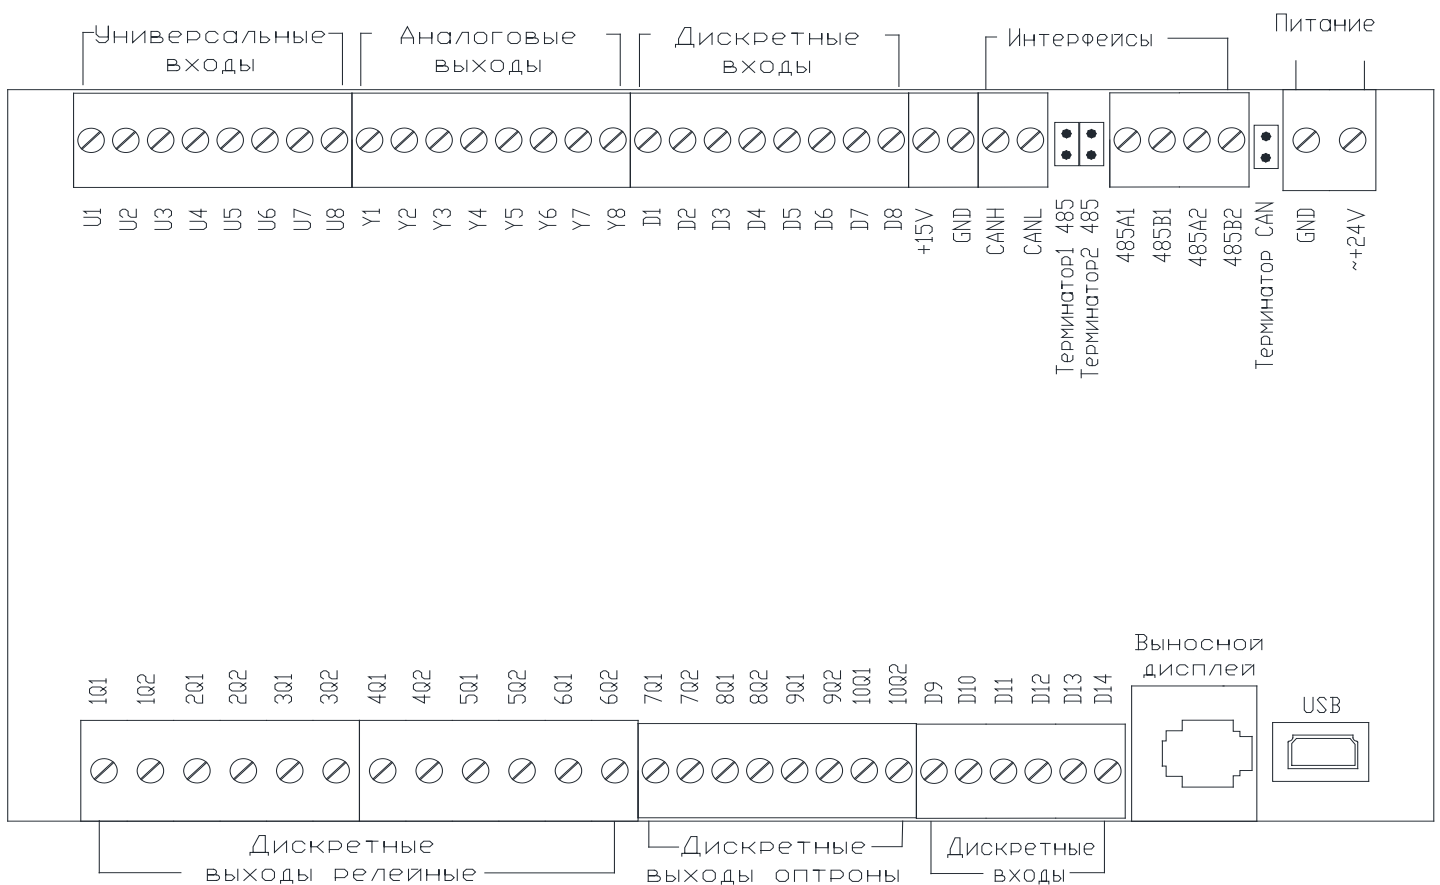 Универсальные
входы
Аналоговые
выходы
Дискретные
входы
Интерфейсы
Питание
U1 U2 U3 U4 U5 U6 U7 U8 Y1 Y2 Y3 Y4 Y5 Y6 Y7 Y8 D1 D2 D3 D4 D5 D6 D7 D8 +15V GND CANH CANL Терминатор1 485 Терминатор2 485 485A1 485B1 485A2 485B2 Терминатор CAN GND ~+24V
Выносной
дисплей
1Q1 1Q2 2Q1 2Q2 3Q1 3Q2 4Q1 4Q2 5Q1 5Q2 6Q1 6Q2 7Q1 7Q2 8Q1 8Q2 9Q1 9Q2 10Q1 10Q2 D9 D10 D11 D12 D13 D14
USB
Дискретные
выходы релейные
Дискретные
выходы оптроны
Дискретные
входы